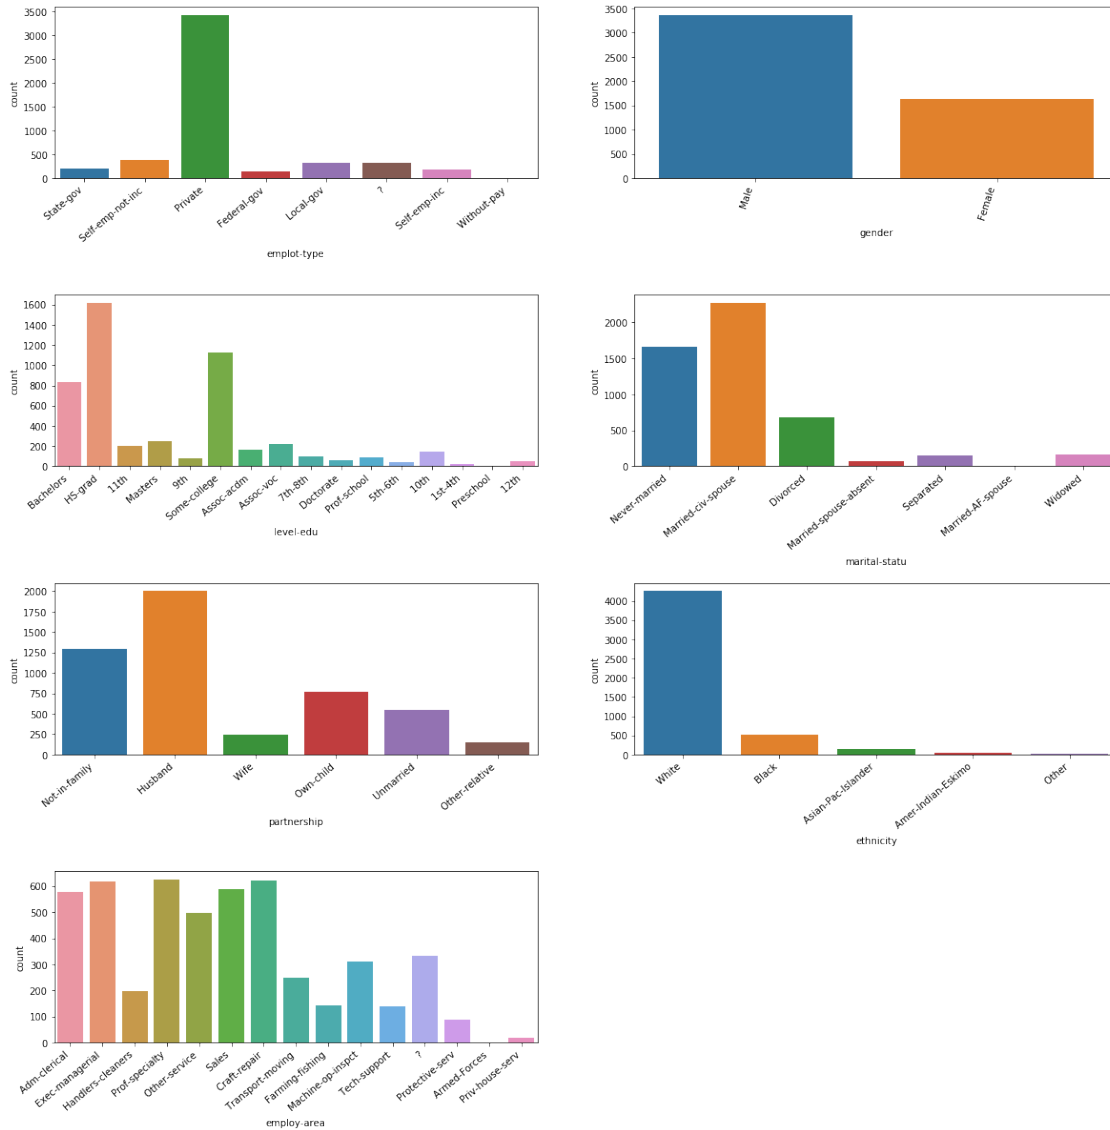 3500
3000
2500
2000
1500
1000
500
0
count
State-gov
Self-emp-not-inc
Private
Federal-gov
Local-gov
?
Self-emp-inc
Without-pay
emplot-type
3500
3000
2500
2000
1500
1000
500
0
count
Male
Female
gender
1600
1400
1200
1000
800
600
400
200
0
count
Bachelors
HS-grad
11th
Masters
9th
Some-college
Assoc-acdm
Assoc-voc
7th-8th
Doctorate
Prof-school
5th-6th
10th
1st-4th
Preschool
12th
level-edu
2000
1500
1000
500
0
count
Never-married
Married-civ-spouse
Divorced
Married-spouse-absent
Separated
Married-AF-spouse
Widowed
marital-statu
2000
1750
1500
1250
1000
750
500
250
0
count
Not-in-family
Husband
Wife
Own-child
Unmarried
Other-relative
partnership
4000
3500
3000
2500
2000
1500
1000
500
0
count
White
Black
Asian-Pac-Islander
Amer-Indian-Eskimo
Other
ethnicity
600
500
400
300
200
100
0
count
Adm-clerical
Exec-managerial
Handlers-cleaners
Prof-specialty
Other-service
Sales
Craft-repair
Transport-moving
Farming-fishing
Machine-op-inspct
Tech-support
?
Protective-serv
Armed-Forces
Priv-house-serv
employ-area